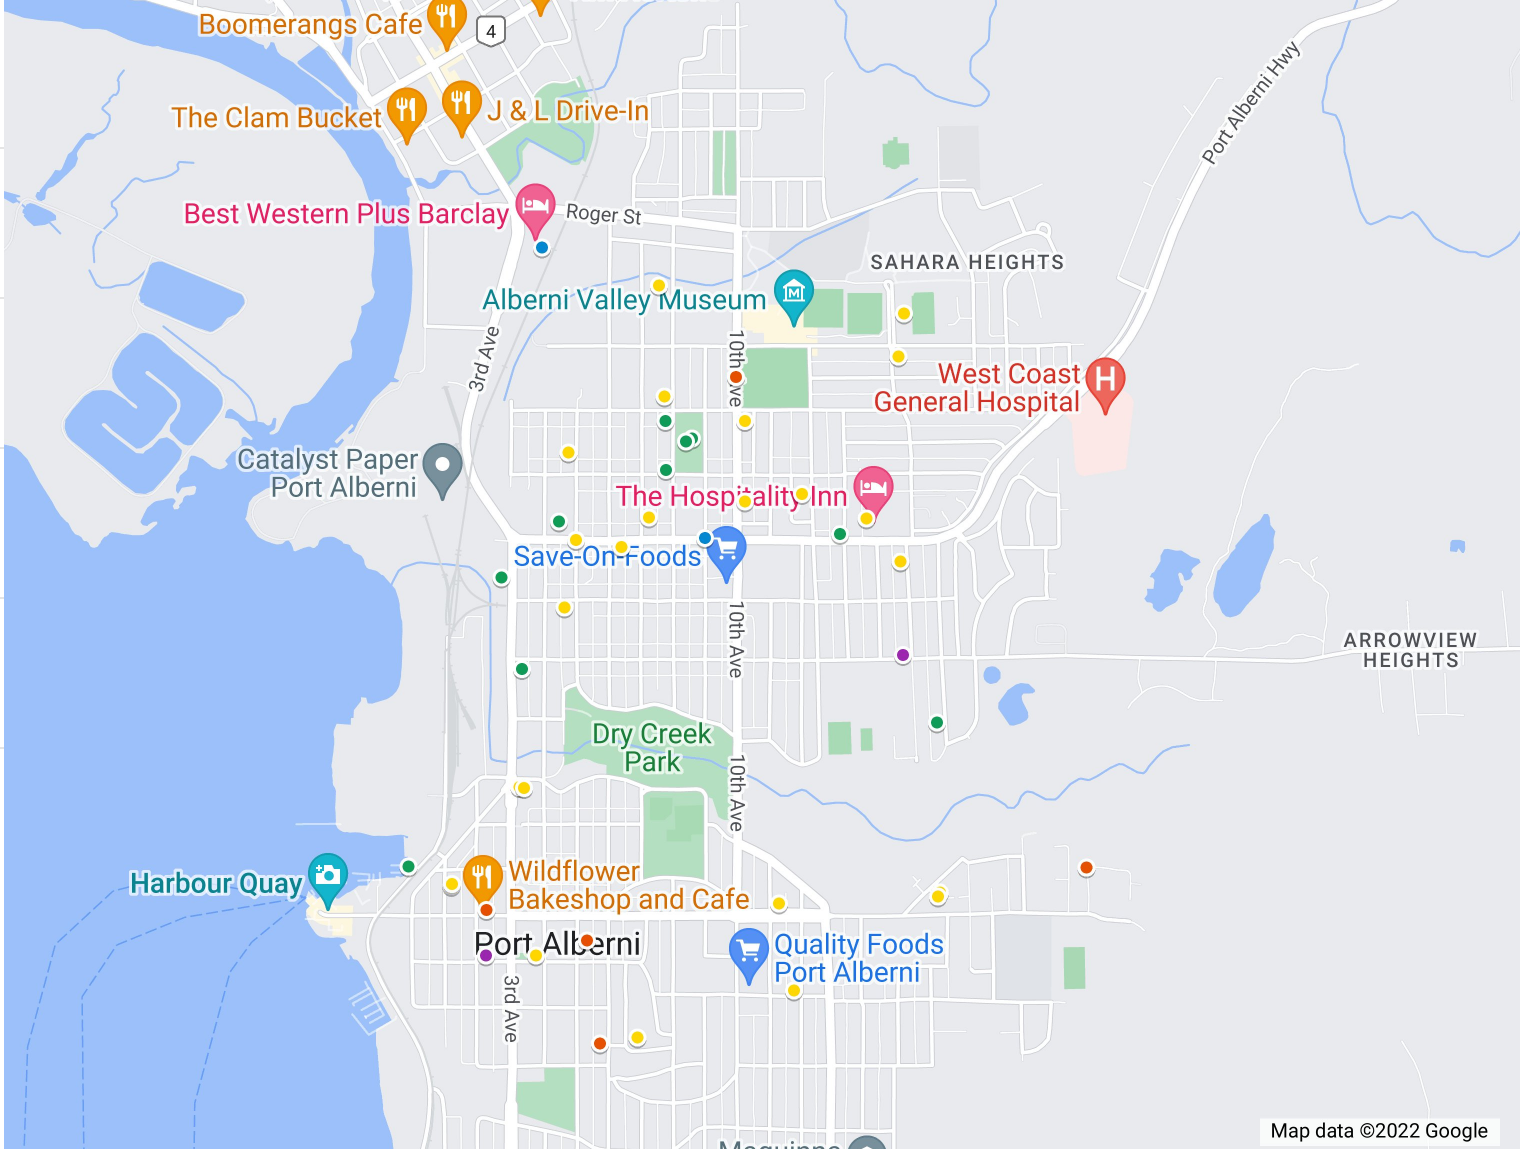 Boomerangs Cafe
4
The Clam Bucket
J & L Drive-In
Port Alberni Hwy
Best Western Plus Barclay
Roger St
SAHARA HEIGHTS
Alberni Valley Museum
3rd Ave
10th Ave
West Coast
General Hospital
H
M
Catalyst Paper
Port Alberni
The Hospitality Inn
Save-On-Foods
10th Ave
ARROWVIEW
HEIGHTS
Dry Creek
Park
10th Ave
Harbour Quay
Wildflower
Bakeshop and Cafe
Port Alberni
Quality Foods
Port Alberni
3rd Ave
Map data ©2022 Google